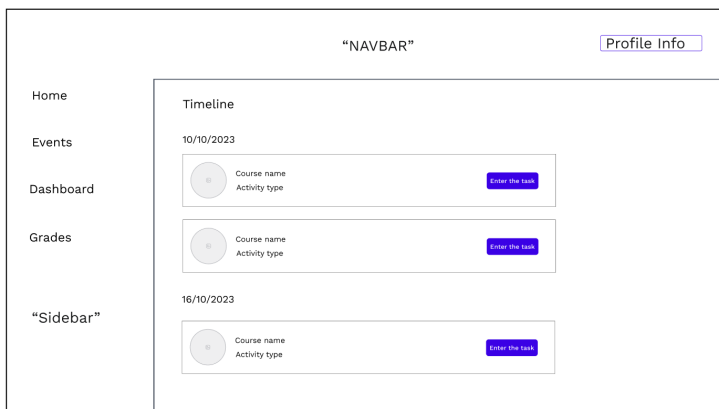 “NAVBAR”
Profile Info
Home
Events
Dashboard
Grades
“Sidebar”
Timeline
10/10/2023
Course name
Activity type
Enter the task
Course name
Activity type
Enter the task
16/10/2023
Course name
Activity type
Enter the task